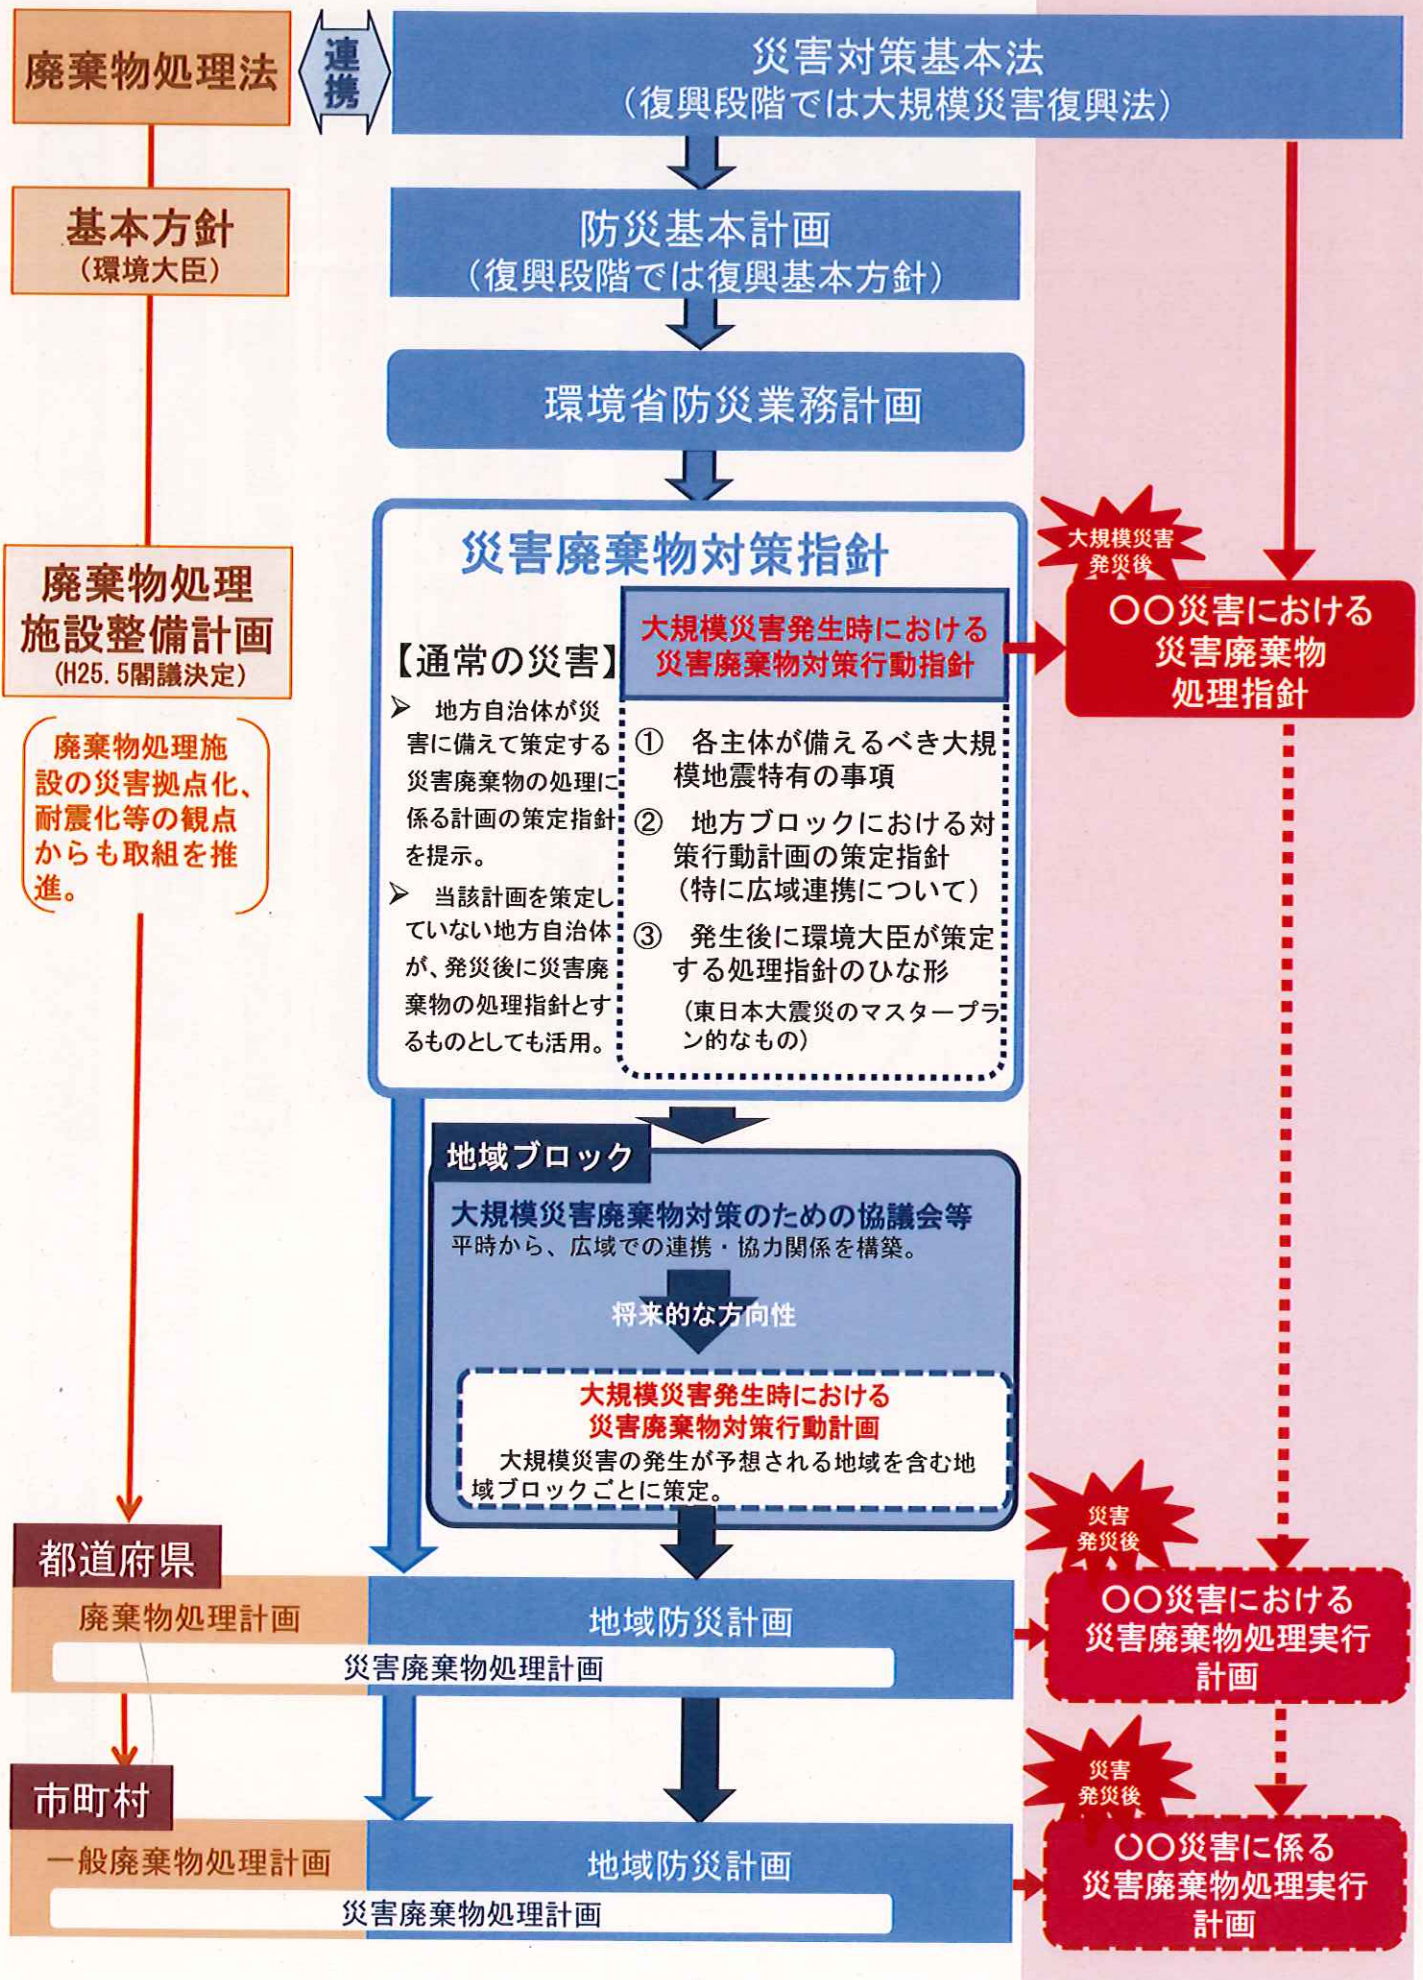 廃棄物処理法
連
携
災害対策基本法
（復興段階では大規模災害復興法）
基本方針
（環境大臣）
防災基本計画
（復興段階では復興基本方針）
環境省防災業務計画
廃棄物処理
施設整備計画
(H25.5閣議決定)
廃棄物処理施
設の災害拠点化、
耐震化等の観点
からも取組を推
進。
災害廃棄物対策指針
【通常の災害】
➢ 地方自治体が災
害に備えて策定する
災害廃棄物の処理に
係る計画の策定指針
を提示。
➢ 当該計画を策定し
ていない地方自治体
が、発災後に災害廃
棄物の処理指針とす
るものとしても活用。
大規模災害発生時における
災害廃棄物対策行動指針
① 各主体が備えるべき大規
模地震特有の事項
② 地方ブロックにおける対
策行動計画の策定指針
（特に広域連携について）
③ 発生後に環境大臣が策定
する処理指針のひな形
（東日本大震災のマスタープラ
ン的なもの）
大規模災害
発災後
〇〇災害における
災害廃棄物
処理指針
地域ブロック
大規模災害廃棄物対策のための協議会等
平時から、広域での連携・協力関係を構築。
将来的な方向性
大規模災害発生時における
災害廃棄物対策行動計画
大規模災害の発生が予想される地域を含む地
域ブロックごとに策定。
都道府県
廃棄物処理計画
地域防災計画
災害廃棄物処理計画
災害
発災後
〇〇災害における
災害廃棄物処理実行
計画
市町村
一般廃棄物処理計画
地域防災計画
災害廃棄物処理計画
災害
発災後
〇〇災害に係る
災害廃棄物処理実行
計画